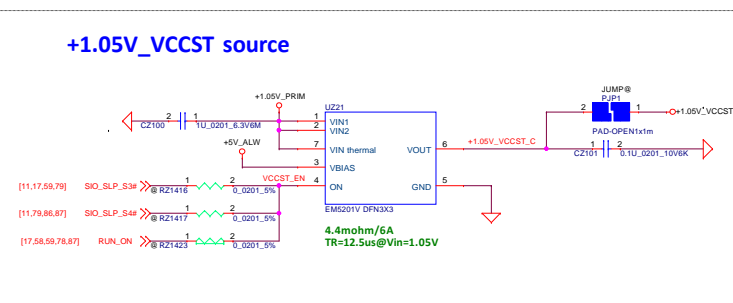 +1.05V_VCCST source
JUMP@
PJP1
+1.05V_PRIM
UZ21
2 1
+1.05V_VCCST
2 1
CZ100 1U_0201_6.3V6M
1 VIN1
2 VIN2
PAD-OPEN1x1m
+5V_ALW
7 VIN thermal VOUT 6 +1.05V_VCCST_C
2 1
CZ101 0.1U_0201_10V6K
3 VBIAS
[11,17,59,79] SIO_SLP_S3# @ RZ1416 1 2 0_0201_5%
VCCST_EN 4 ON GND 5
EM5201V DFN3X3
[11,79,86,87] SIO_SLP_S4# @ RZ1417 1 2 0_0201_5%
4.4mohm/6A
TR=12.5us@Vin=1.05V
[17,58,59,78,87] RUN_ON @ RZ1423 1 2 0_0201_5%